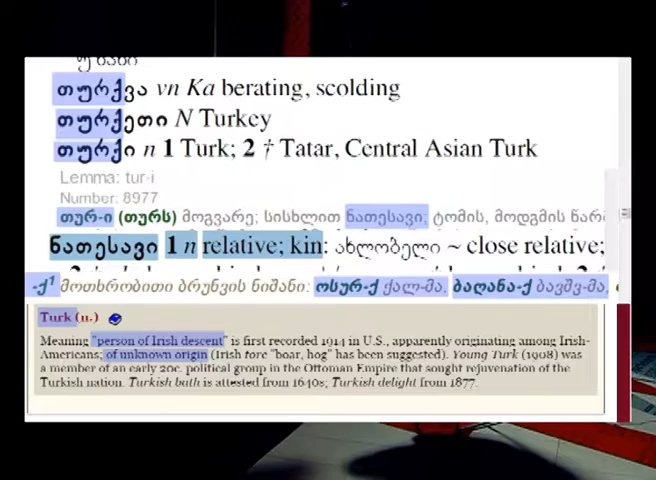 თურქვა vn Ka berating, scolding
თურქეთი N Turkey
თურქი n 1 Turk; 2 † Tatar, Central Asian Turk
Lemma: tur-i
Number: 8977
თურ-ი (თურს) მოგვარე; სისხლით ნათესავი; ტომის, მოდგმის
ნათესავი 1 n relative; kin: ახლობელი ~ close relative;
-ქ¹ მოთხრობითი ბრუნვის ნიშანი: ოსურ-ქ ქალ-მა. ბაღანა-ქ ბავშვ-მა.
Turk (n.)
Meaning "person of Irish descent" is first recorded 1914 in U.S., apparently originating among Irish-
Americans; of unknown origin (Irish torc "boar, hog" has been suggested). Young Turk (1908) was
a member of an early 20c. political group in the Ottoman Empire that sought rejuvenation of the
Turkish nation. Turkish bath is attested from 1640s; Turkish delight from 1877.